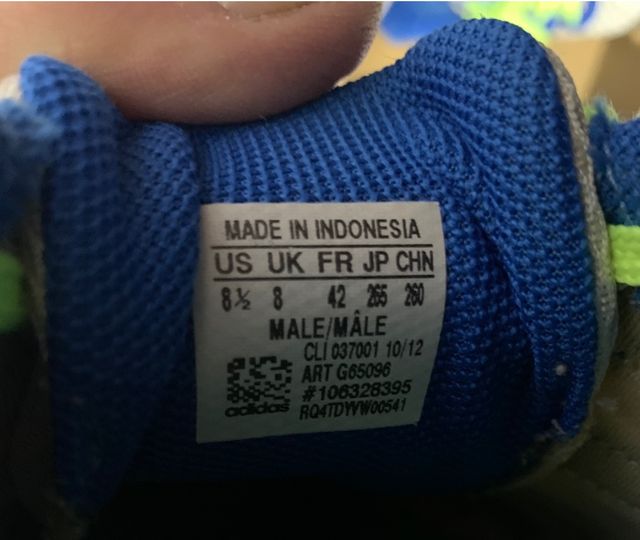 MADE IN INDONESIA
US UK FR JP CHN
8½ 8 42 265 260
MALE/MÂLE
CLI 037001 10/12
ART G65096
#106328395
adidas RQ4TDYVW00541